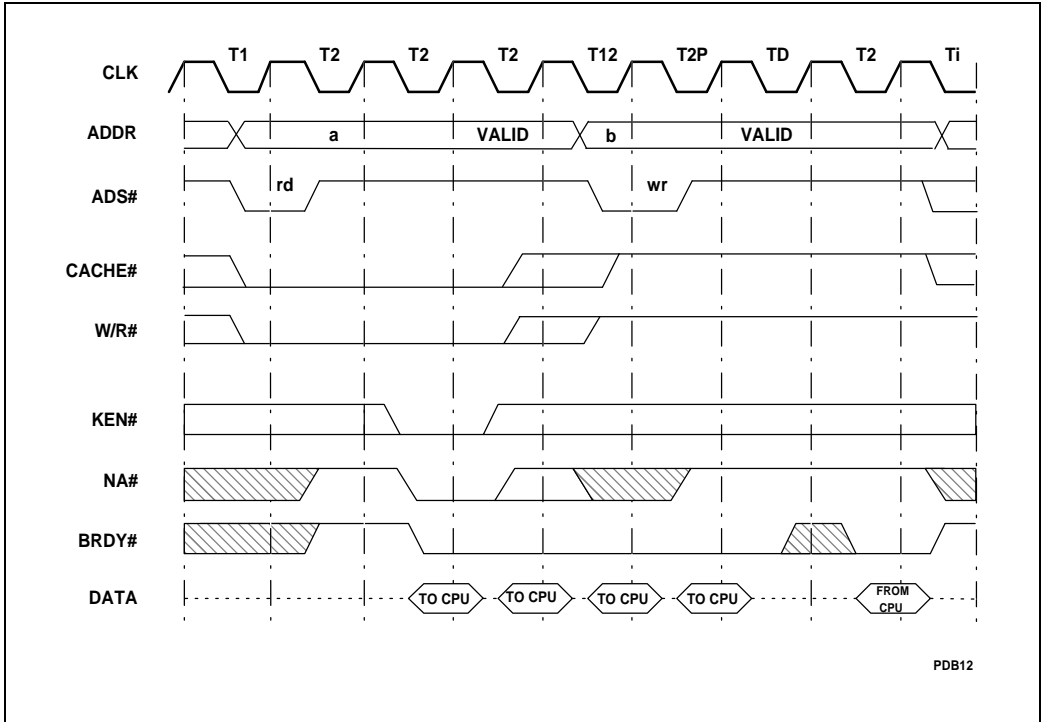 CLK T1 T2 T2 T2 T12 T2P TD T2 Ti
ADDR a VALID b VALID
ADS# rd wr
CACHE#
W/R#
KEN#
NA#
BRDY#
DATA TO CPU TO CPU TO CPU TO CPU FROM
CPU
PDB12